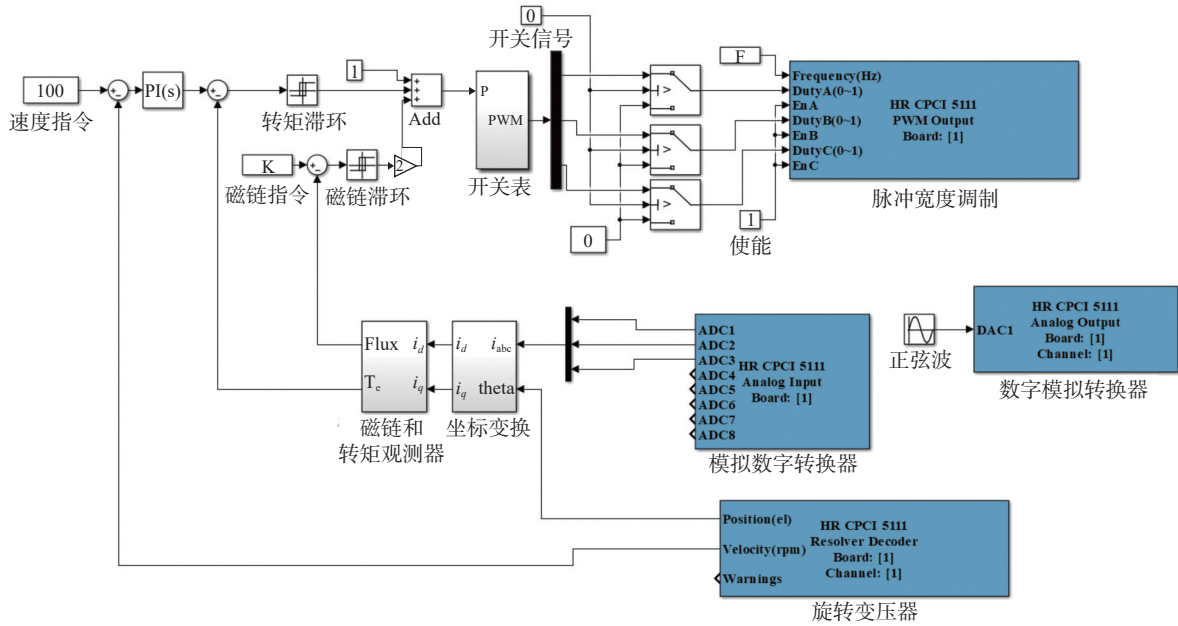 0
开关信号
100
速度指令
PI(s)
转矩滞环
1
Add
K
磁链指令
磁链滞环
2
P
PWM
开关表
0
F
1
使能
Frequency(Hz)
DutyA(0~1)
EnA
DutyB(0~1)
EnB
DutyC(0~1)
EnC
HR CPCI 5111
PWM Output
Board: [1]
脉冲宽度调制
Flux
Te
id
iq
磁链和
转矩观测器
id
iq
iabc
theta
坐标变换
ADC1
ADC2
ADC3
ADC4
ADC5
ADC6
ADC7
ADC8
HR CPCI 5111
Analog Input
Board: [1]
模拟数字转换器
正弦波
DAC1
HR CPCI 5111
Analog Output
Board: [1]
Channel: [1]
数字模拟转换器
Position(el)
Velocity(rpm)
Warnings
HR CPCI 5111
Resolver Decoder
Board: [1]
Channel: [1]
旋转变压器